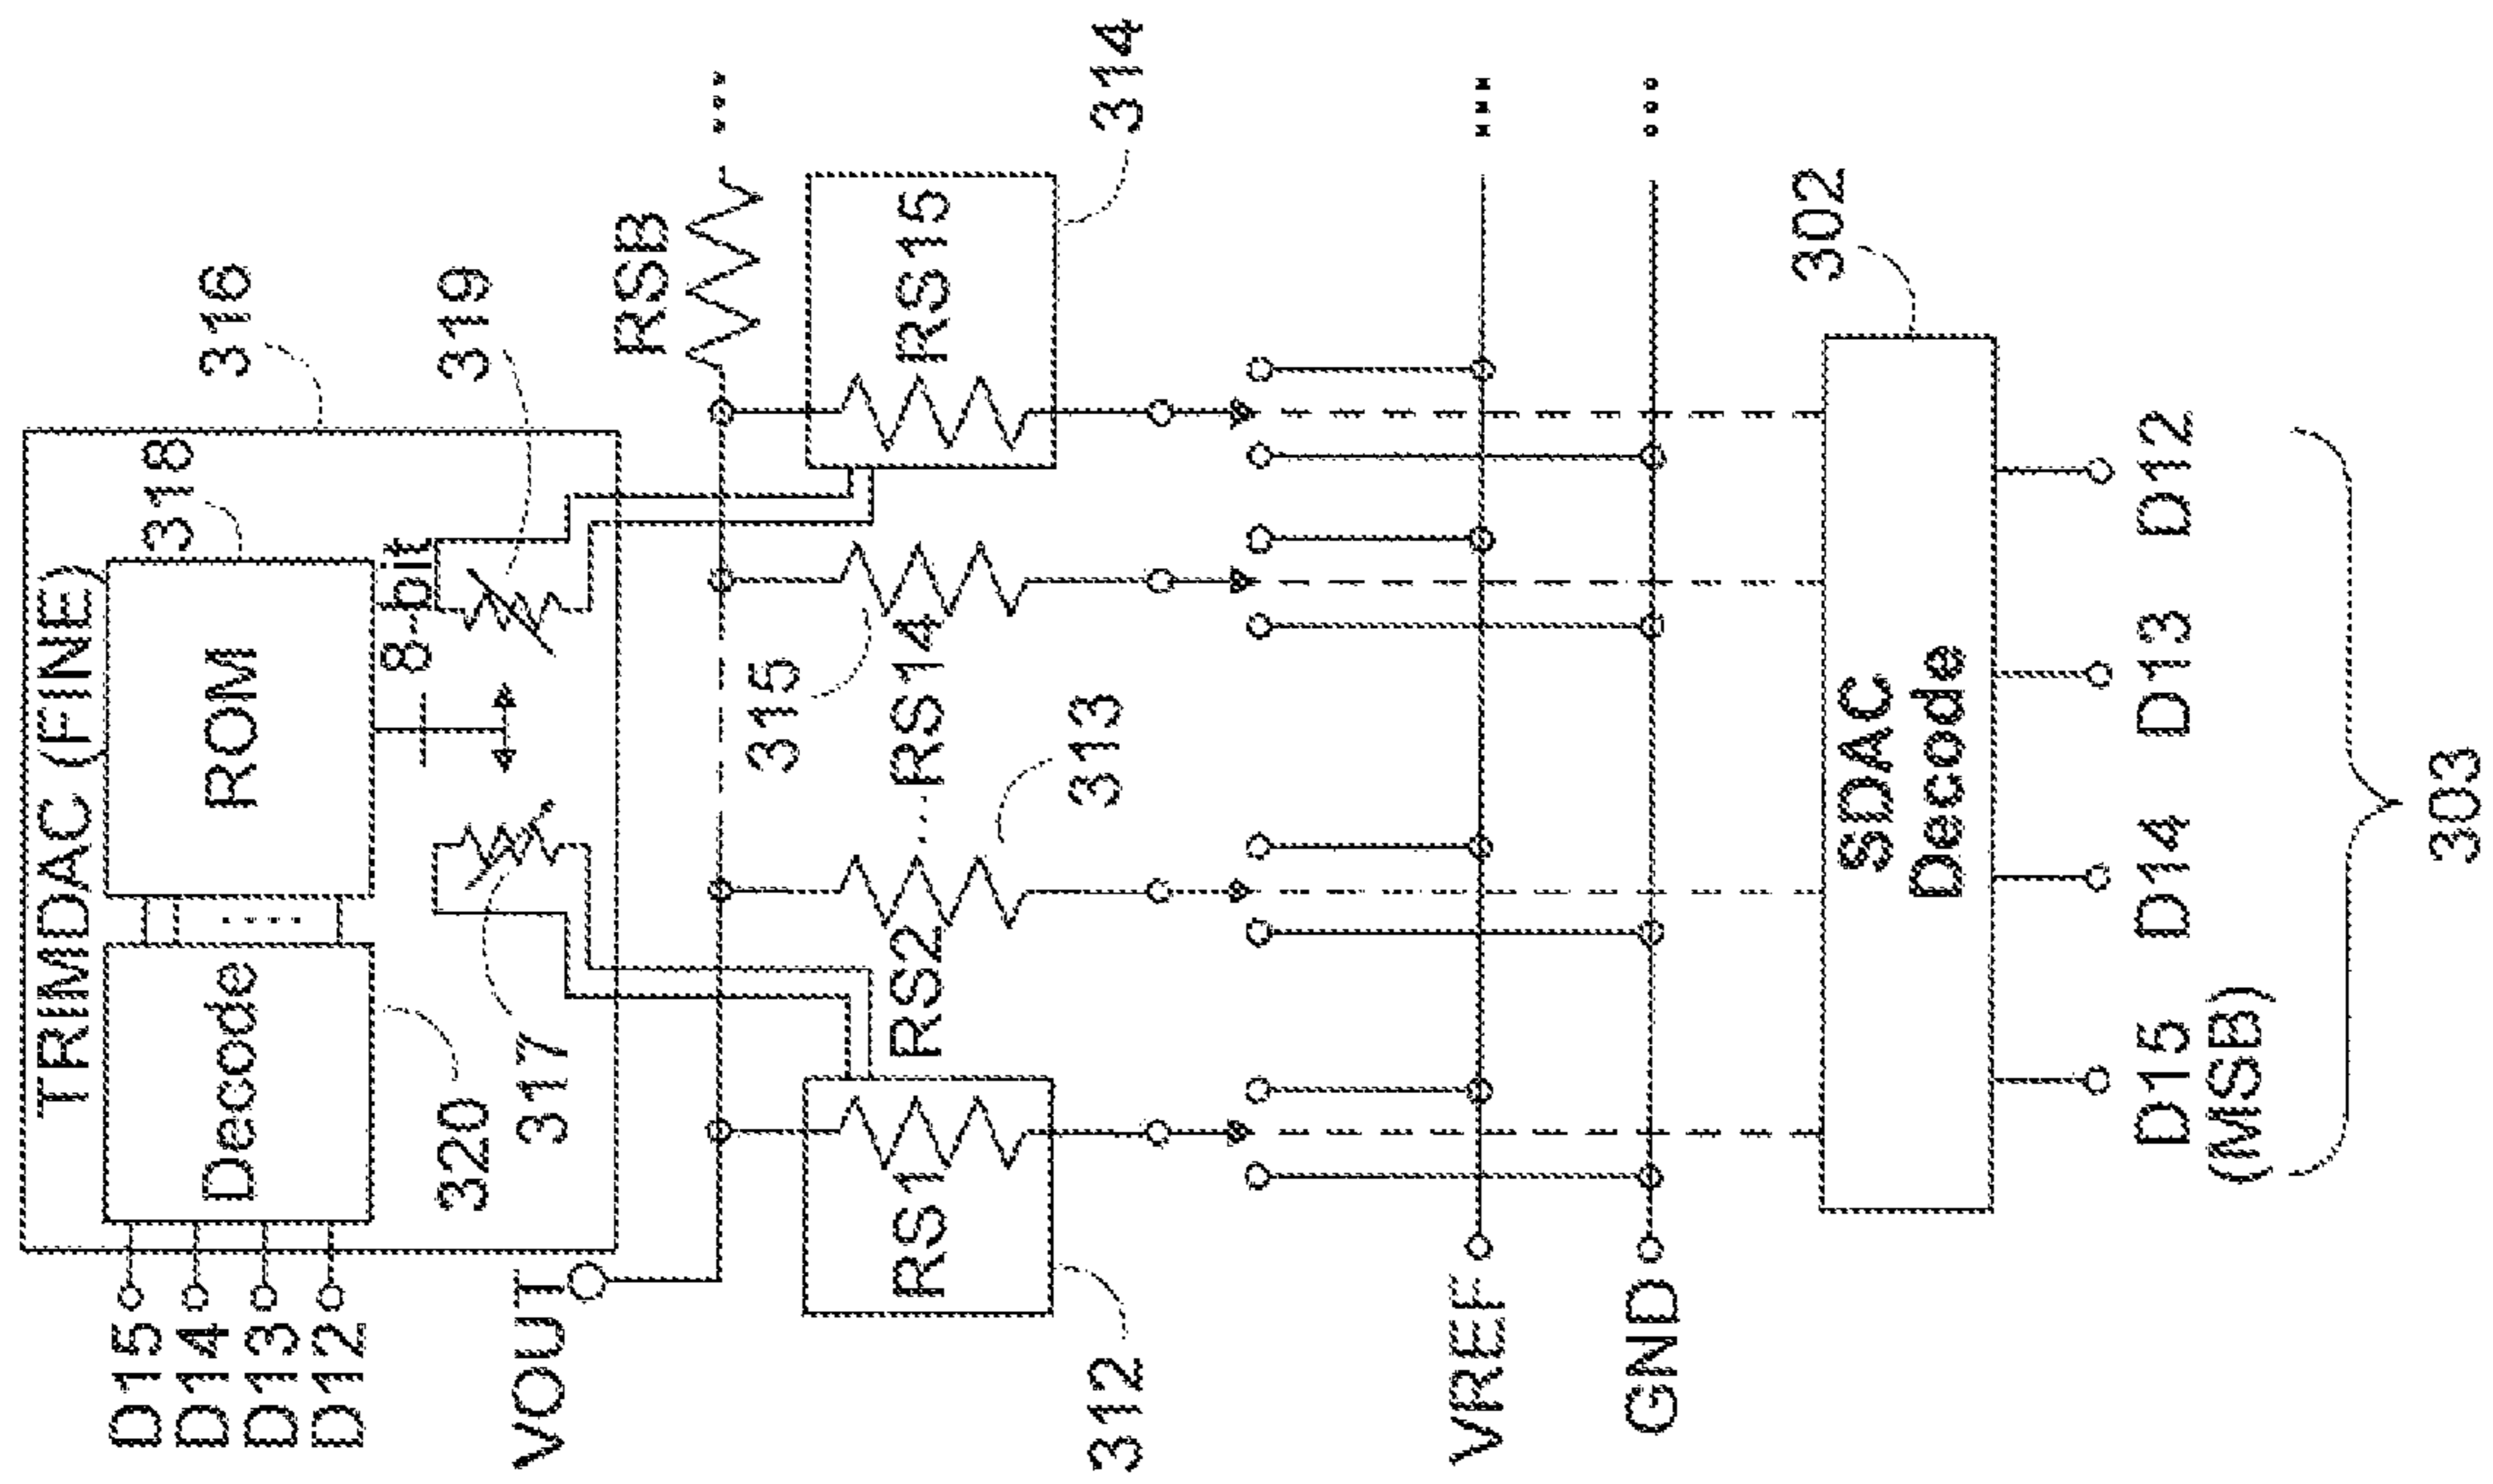 TRIMDAC (FINE)
316
D15
D14
D13
D12
Decode
ROM
318
320
8-bit
319
317
VOUT
RSB
315
RS1
RS2 ... RS14
RS15
312
313
314
VREF
GND
SDAC
Decode
302
D15
(MSB)
D14
D13
D12
303